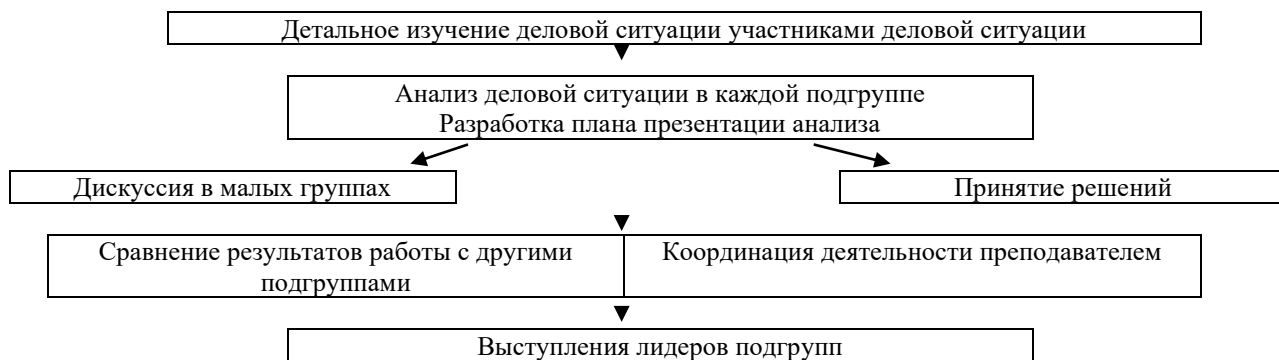 Детальное изучение деловой ситуации участниками деловой ситуации
Анализ деловой ситуации в каждой подгруппе
Разработка плана презентации анализа
Дискуссия в малых группах
Принятие решений
Сравнение результатов работы с другими
подгруппами
Координация деятельности преподавателем
Выступления лидеров подгрупп